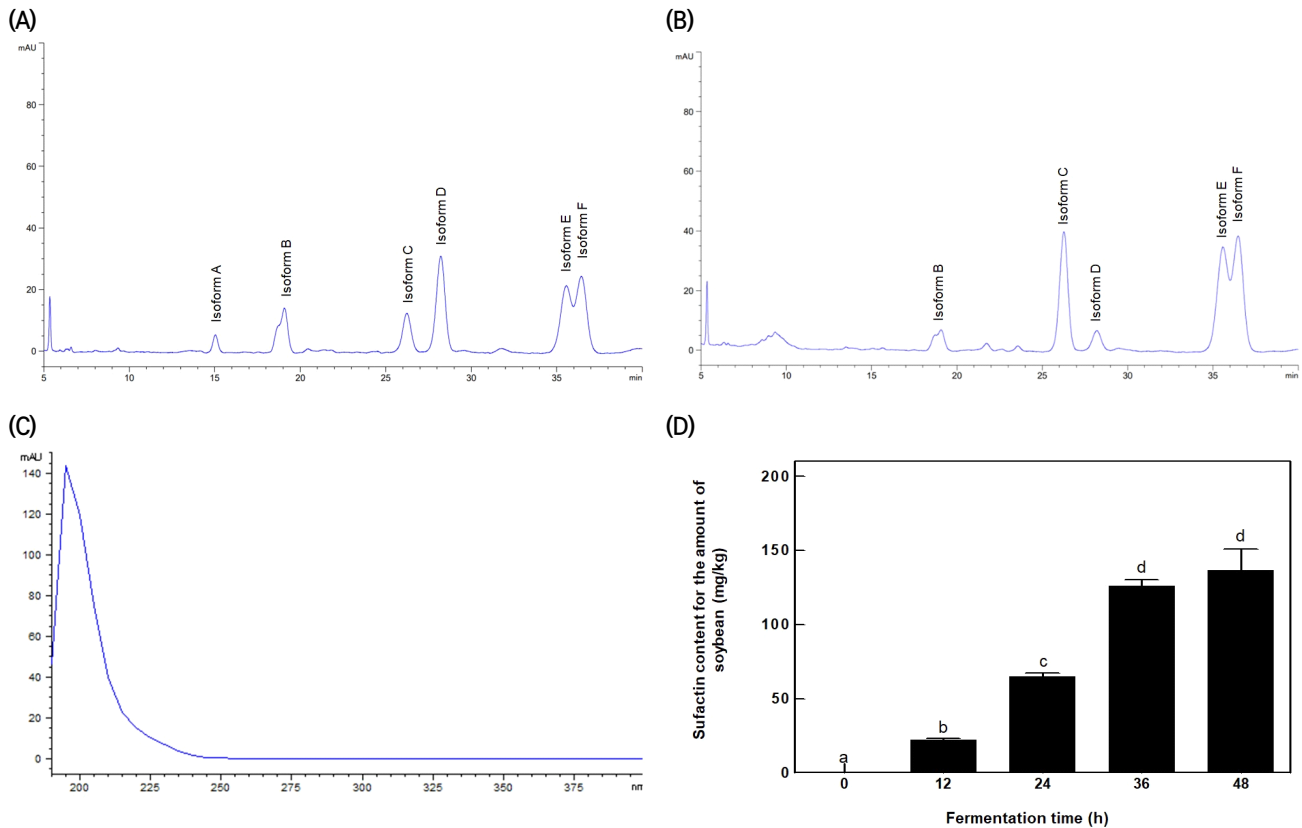 (A)
mAU
80
60
40
20
0
Isoform A
Isoform B
Isoform C
Isoform D
Isoform E
Isoform F
5 10 15 20 25 30 35 min
(B)
mAU
80
60
40
20
0
Isoform B
Isoform C
Isoform D
Isoform E
Isoform F
5 10 15 20 25 30 35 min
(C)
mAU
140
120
100
80
60
40
20
0
200 225 250 275 300 325 350 375 nm
(D)
Sufactin content for the amount of
soybean (mg/kg)
200
150
100
50
0
a
b
c
d
d
0 12 24 36 48
Fermentation time (h)